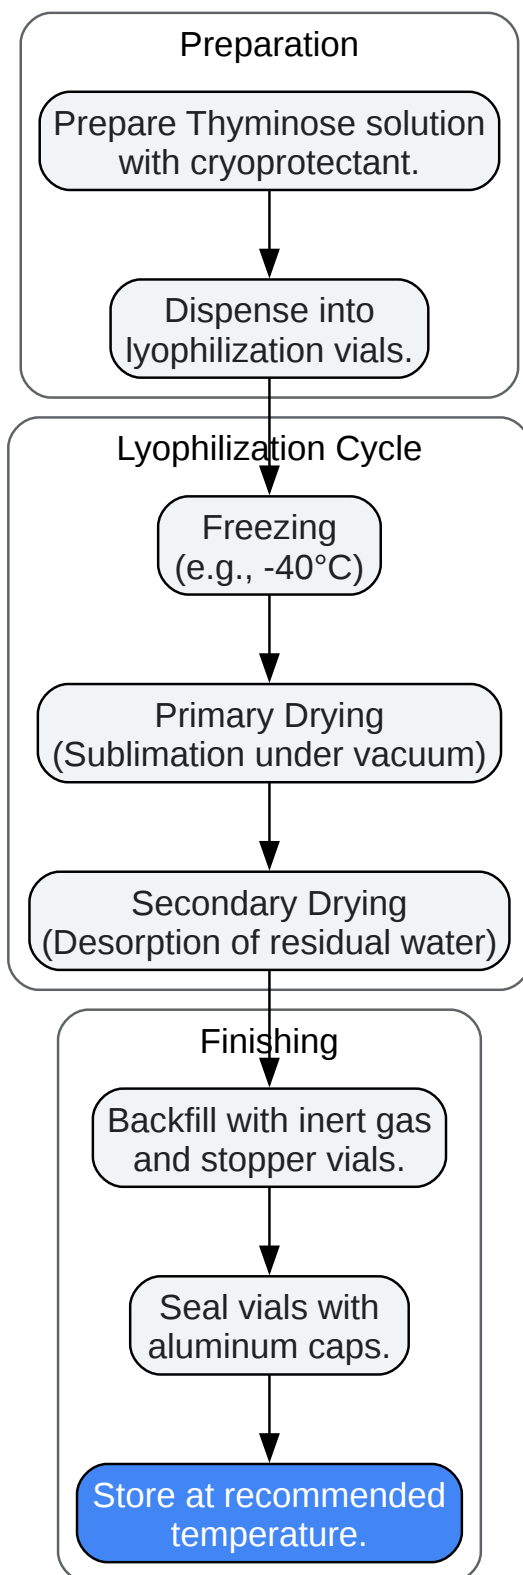 Preparation
Prepare Thyminose solution
with cryoprotectant.
Dispense into
lyophilization vials.
Lyophilization Cycle
Freezing
(e.g., -40°C)
Primary Drying
(Sublimation under vacuum)
Secondary Drying
(Desorption of residual water)
Finishing
Backfill with inert gas
and stopper vials.
Seal vials with
aluminum caps.
Store at recommended
temperature.